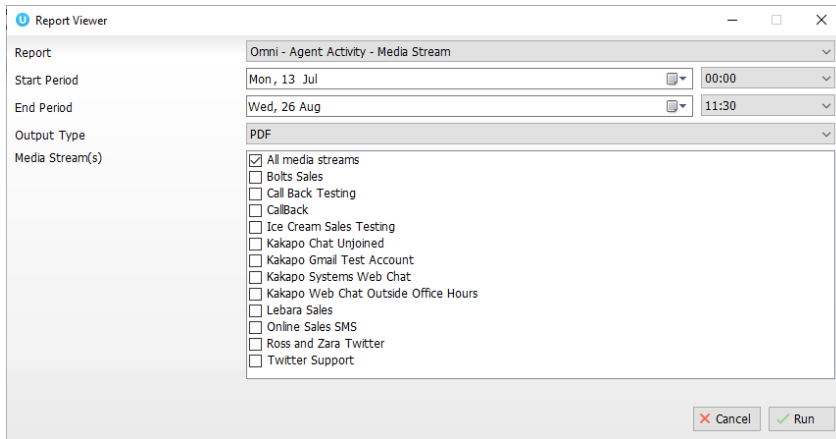 Report Viewer
Report Omni - Agent Activity - Media Stream
Start Period Mon, 13 Jul 00:00
End Period Wed, 26 Aug 11:30
Output Type PDF
Media Stream(s) All media streams
Bolts Sales
Call Back Testing
CallBack
Ice Cream Sales Testing
Kakapo Chat Unjoined
Kakapo Gmail Test Account
Kakapo Systems Web Chat
Kakapo Web Chat Outside Office Hours
Lebara Sales
Online Sales SMS
Ross and Zara Twitter
Twitter Support
Cancel Run